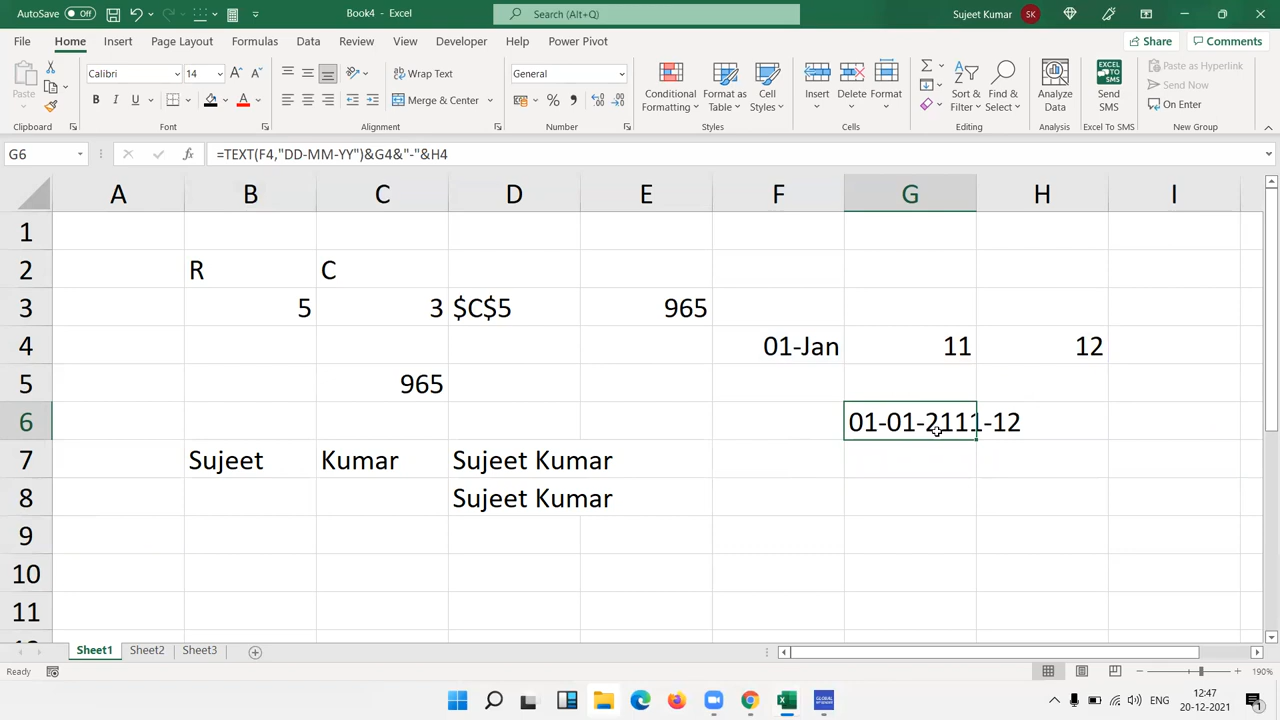 AutoSave Off
Book4 - Excel
Search (Alt+Q)
Sujeet Kumar SK
File Home Insert Page Layout Formulas Data Review View Developer Help Power Pivot
Share Comments
Paste
Calibri 14
B I U
Wrap Text
Merge & Center
General
Conditional Formatting
Format as Table
Cell Styles
Insert Delete Format
Sort & Filter
Find & Select
Analyze Data
Send SMS
Paste as Hyperlink
Send Now
On Enter
Clipboard Font Alignment Number Styles Cells Editing Analysis Excel To SMS New Group
G6 fx =TEXT(F4,"DD-MM-YY")&G4&"-"&H4
A B C D E F G H I
1
2 R C
3 5 3 $C$5 965
4 01-Jan 11 12
5 965
6 01-01-2111-12
7 Sujeet Kumar Sujeet Kumar
8 Sujeet Kumar
9
10
11
Sheet1 Sheet2 Sheet3
Ready
190%
ENG
12:47
20-12-2021